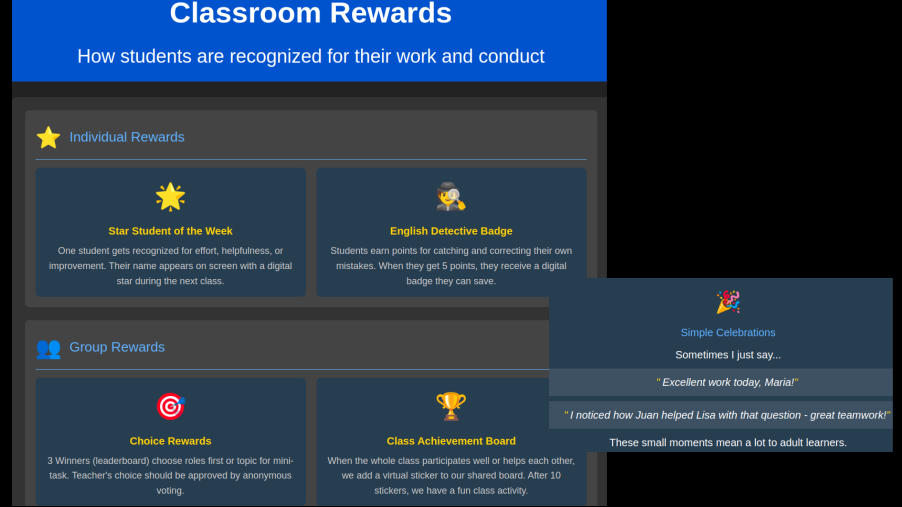 Classroom Rewards
How students are recognized for their work and conduct
Individual Rewards
Star Student of the Week
One student gets recognized for effort, helpfulness, or
improvement. Their name appears on screen with a digital
star during the next class.
English Detective Badge
Students earn points for catching and correcting their own
mistakes. When they get 5 points, they receive a digital
badge they can save.
Group Rewards
Choice Rewards
3 Winners (leaderboard) choose roles first or topic for mini-
task. Teacher's choice should be approved by anonymous
voting.
Class Achievement Board
When the whole class participates well or helps each other,
we add a virtual sticker to our shared board. After 10
stickers, we have a fun class activity.
Simple Celebrations
Sometimes I just say...
" Excellent work today, Maria!"
" I noticed how Juan helped Lisa with that question - great teamwork!"
These small moments mean a lot to adult learners.